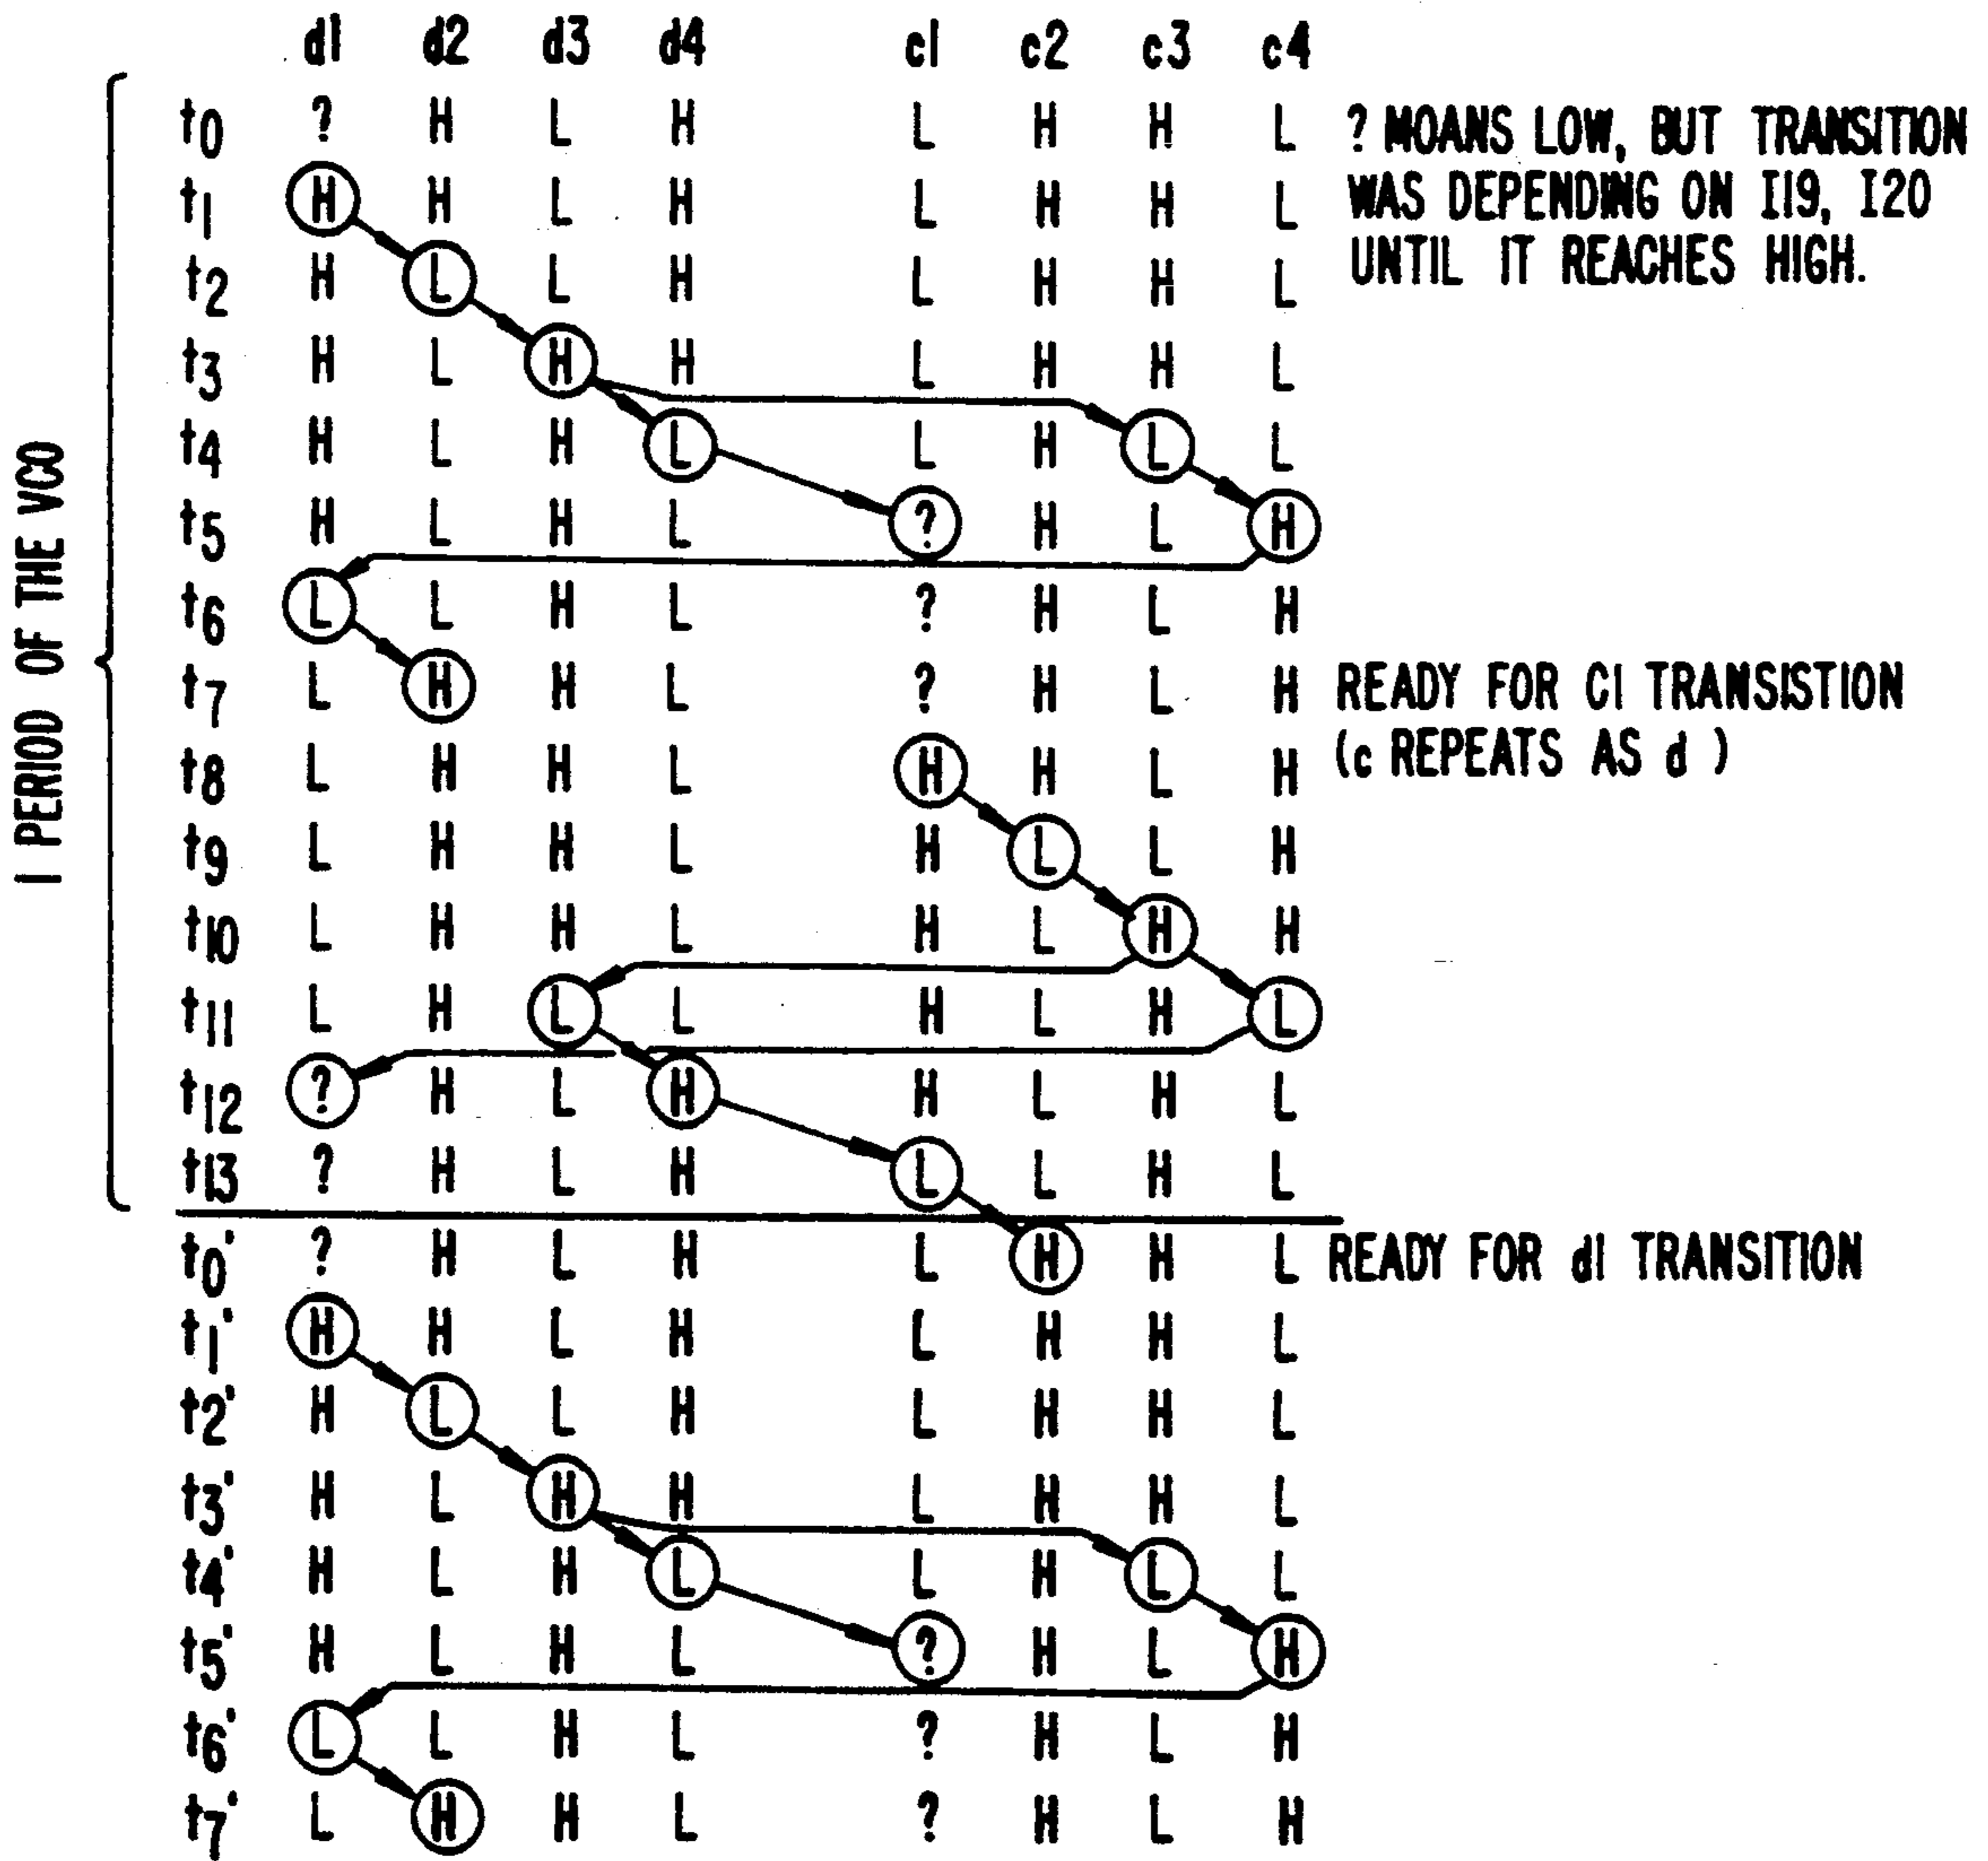 d1 d2 d3 d4 c1 c2 c3 c4
t0 ? H L H L H H L ? MOANS LOW, BUT TRANSITION
t1 H H L H L H H L WAS DEPENDING ON I19, I20
t2 H L L H L H H L UNTIL IT REACHES HIGH.
t3 H L H H L H H L
t4 H L H L L H L L
t5 H L H L ? H L H
t6 L L H L ? H L H
t7 L H H L ? H L H READY FOR C1 TRANSISTION
t8 L H H L H H L H (c REPEATS AS d )
t9 L H H L H L L H
t10 L H H L H L H H
t11 L H L L H L H L
t12 ? H L H H L H L
t13 ? H L H L L H L
1 PERIOD OF THE VCO
t0' ? H L H L H H L READY FOR d1 TRANSITION
t1' H H L H L H H L
t2' H L L H L H H L
t3' H L H H L H H L
t4' H L H L L H L L
t5' H L H L ? H L H
t6' L L H L ? H L H
t7' L H H L ? H L H